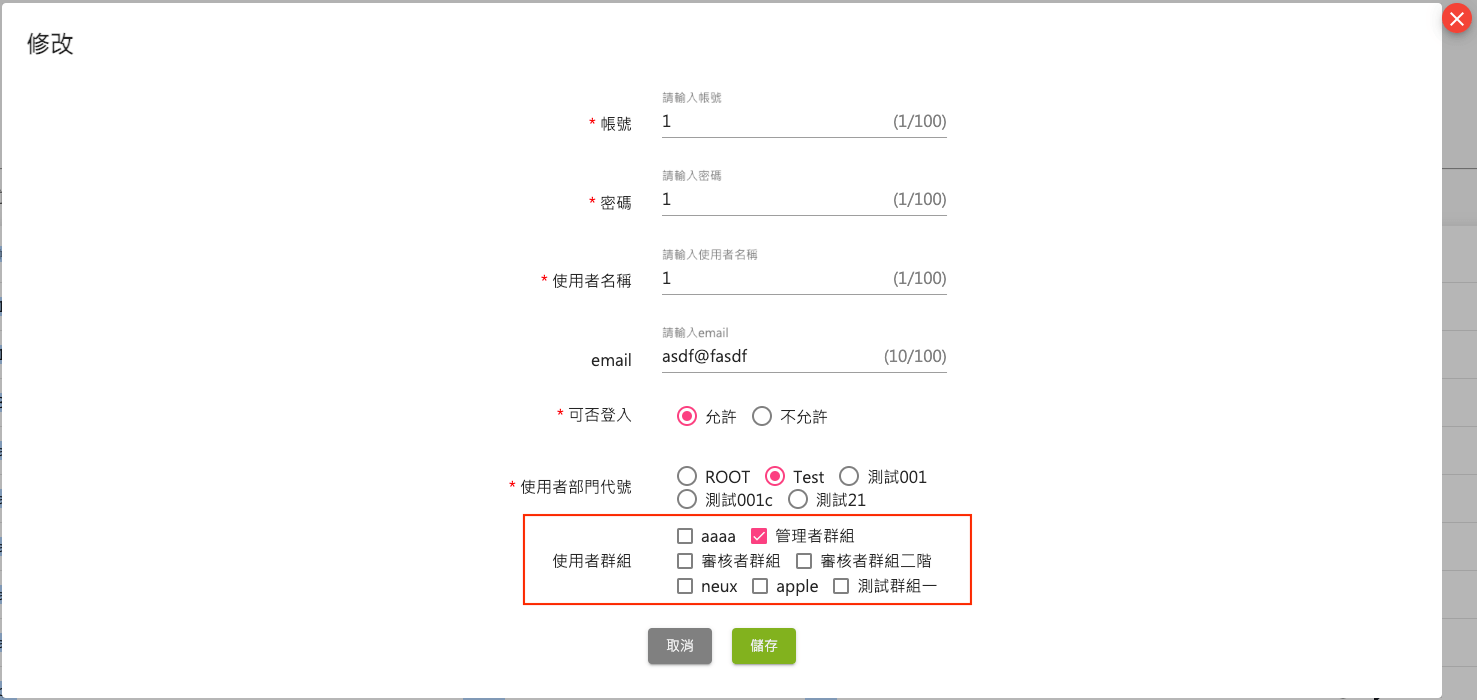 修改
請輸入帳號
* 帳號 1 (1/100)
請輸入密碼
* 密碼 1 (1/100)
請輸入使用者名稱
* 使用者名稱 1 (1/100)
請輸入email
email asdf@fasdf (10/100)
* 可否登入 允許 不允許
* 使用者部門代號 ROOT Test 測試001
測試001c 測試21
aaaa 管理者群組
使用者群組 審核者群組 審核者群組二階
neux apple 測試群組一
取消 儲存